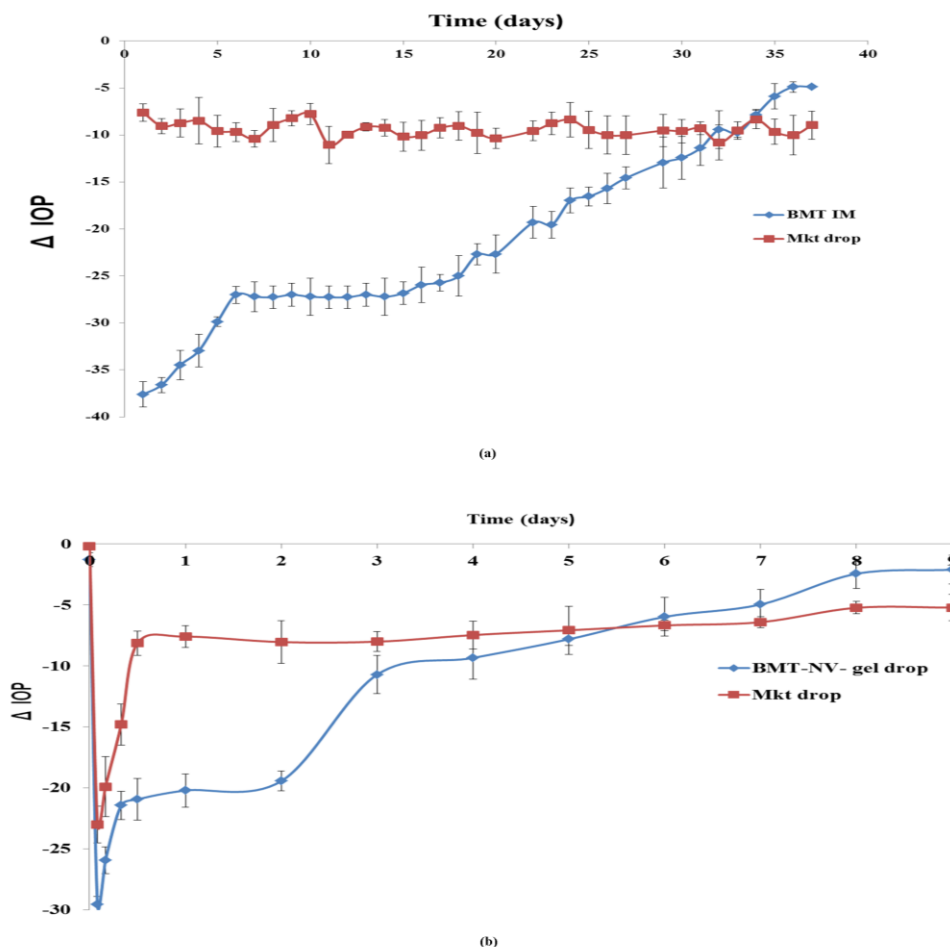 Time (days)
0
0 5 10 15 20 25 30 35 40
-5
-10
-15
-20
-25
-30
-35
-40
Δ IOP
BMT IM
Mkt drop
(a)
Time (days)
0
0 1 2 3 4 5 6 7 8
-5
-10
-15
-20
-25
-30
Δ IOP
BMT-NV- gel drop
Mkt drop
(b)